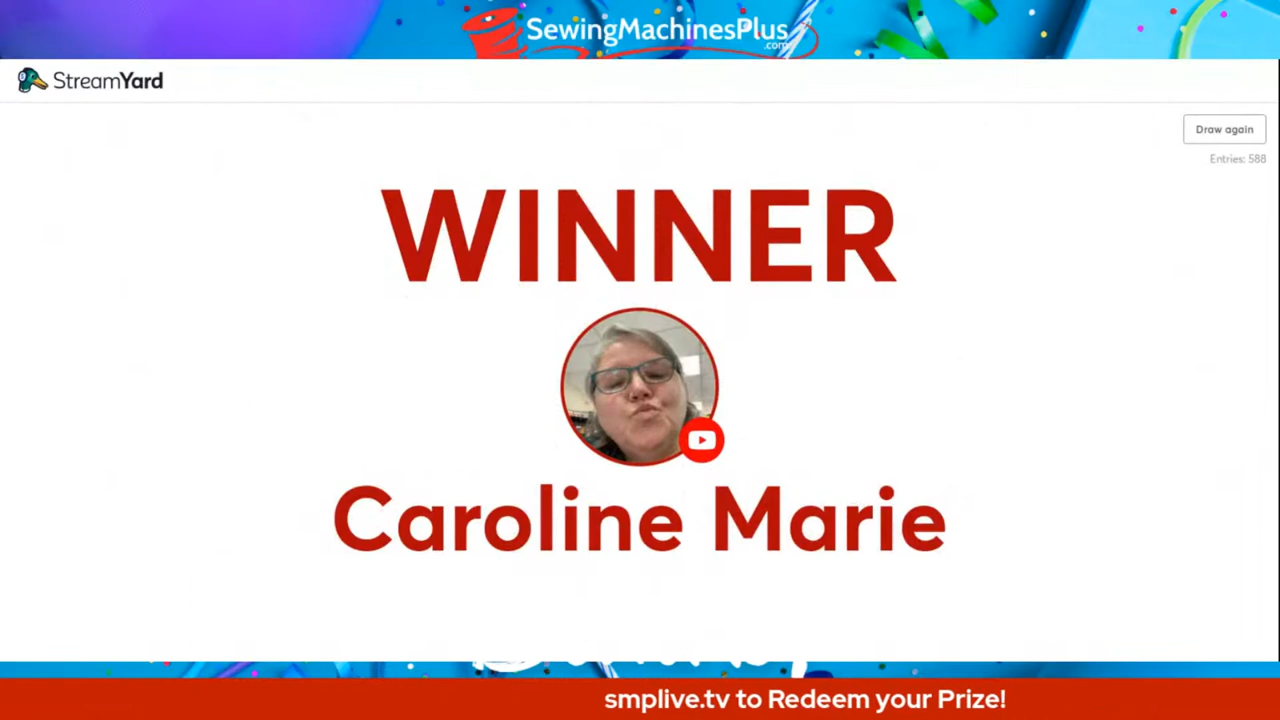 SewingMachinesPlus
.com
StreamYard
Draw again
Entries: 588
WINNER
Caroline Marie
smplive.tv to Redeem your Prize!